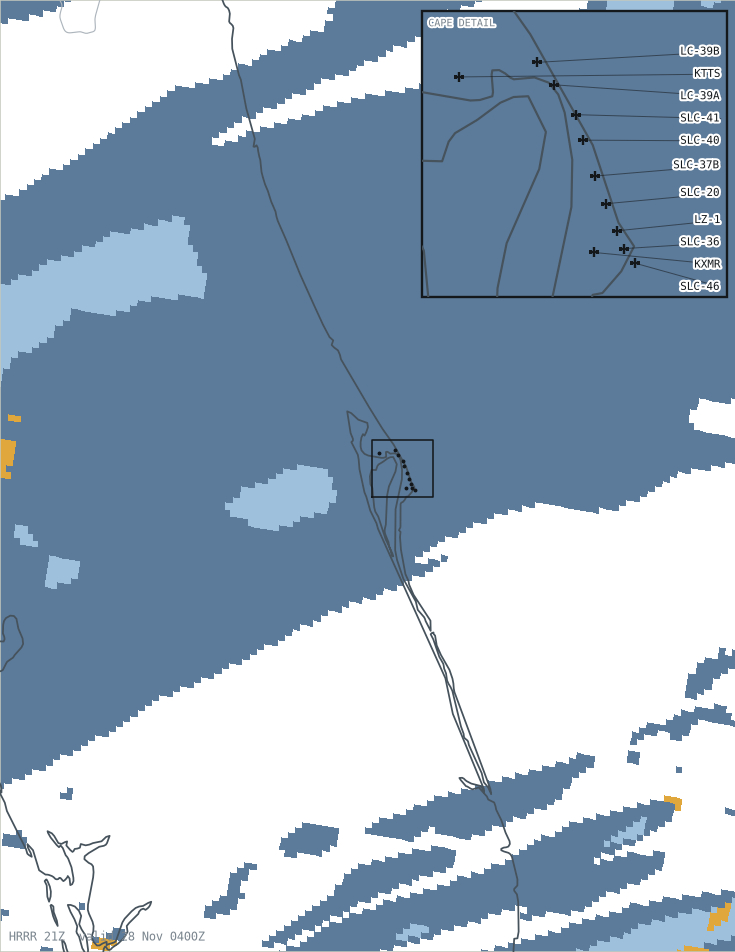 CAPE DETAIL
LC-39B
KTTS
LC-39A
SLC-41
SLC-40
SLC-37B
SLC-20
LZ-1
SLC-36
KXMR
SLC-46
HRRR 21Z valid 28 Nov 0400Z